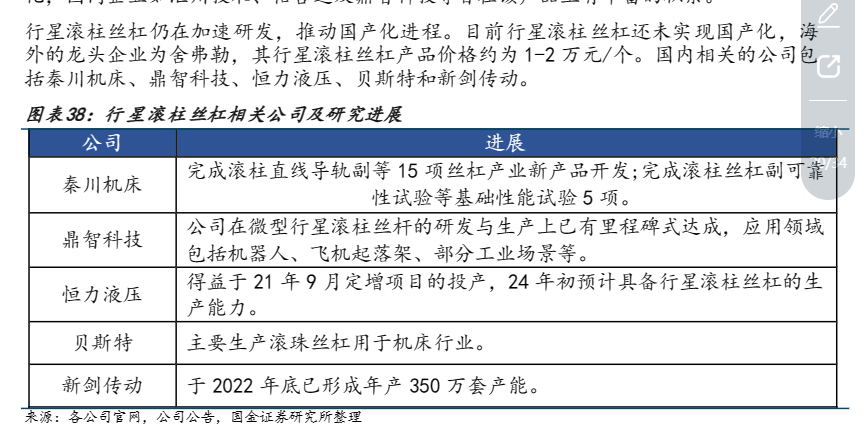 行星滚柱丝杠仍在加速研发，推动国产化进程。目前行星滚柱丝杠还未实现国产化，海
外的龙头企业为舍弗勒，其行星滚柱丝杠产品价格约为1-2 万元/个。国内相关的公司包
括秦川机床、鼎智科技、恒力液压、贝斯特和新剑传动。
图表38：行星滚柱丝杠相关公司及研究进展
公司 进展
秦川机床 完成滚柱直线导轨副等 15 项丝杠产业新产品开发;完成滚柱丝杠副可靠
性试验等基础性能试验 5 项。
鼎智科技 公司在微型行星滚柱丝杆的研发与生产上已有里程碑式达成，应用领域
包括机器人、飞机起落架、部分工业场景等。
恒力液压 得益于 21 年 9 月定增项目的投产，24 年初预计具备行星滚柱丝杠的生
产能力。
贝斯特 主要生产滚珠丝杠用于机床行业。
新剑传动 于 2022 年底已形成年产 350 万套产能。
来源：各公司官网，公司公告，国金证券研究所整理
缩小
/34